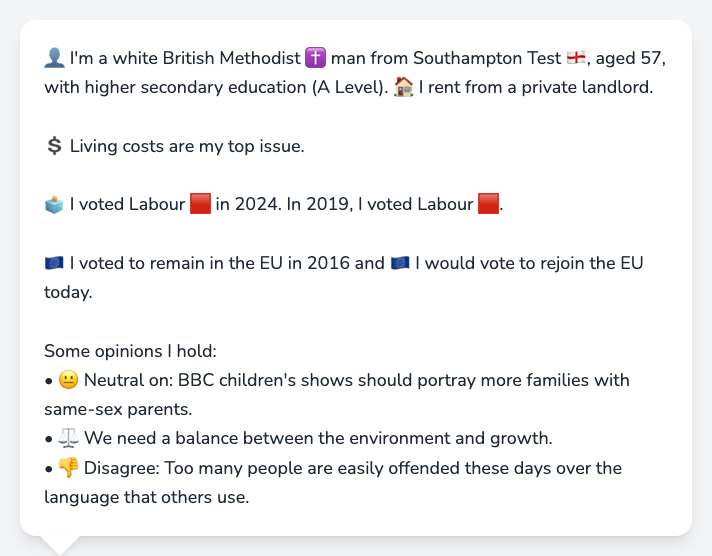 👤 I'm a white British Methodist ✝️ man from Southampton Test 🏴󠁧󠁢󠁥󠁮󠁧󠁿, aged 57,
with higher secondary education (A Level). 🏠 I rent from a private landlord.
💲 Living costs are my top issue.
🗳️ I voted Labour 🟥 in 2024. In 2019, I voted Labour 🟥.
🇪🇺 I voted to remain in the EU in 2016 and 🇪🇺 I would vote to rejoin the EU
today.
Some opinions I hold:
• 😐 Neutral on: BBC children's shows should portray more families with
same-sex parents.
• ⚖️ We need a balance between the environment and growth.
• 👎 Disagree: Too many people are easily offended these days over the
language that others use.